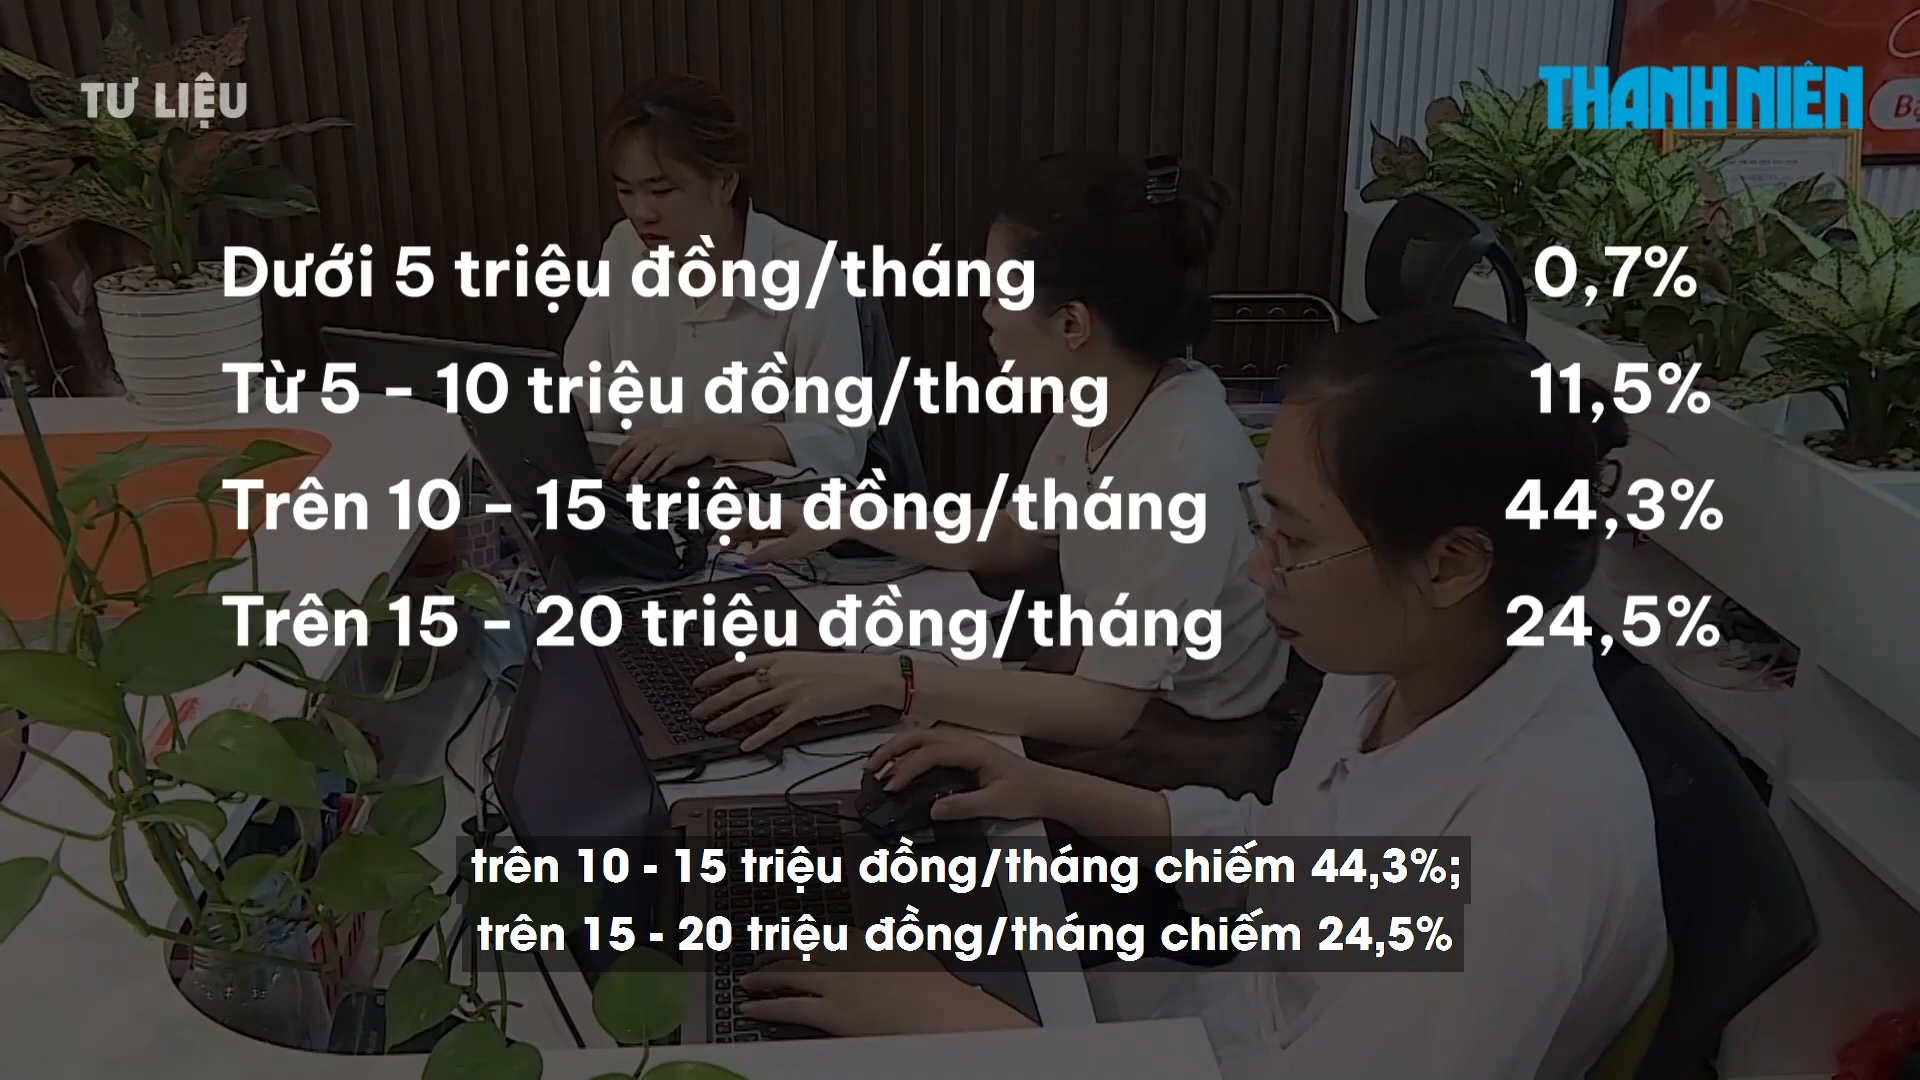 TƯ LIỆU
THANH NIÊN
Dưới 5 triệu đồng/tháng 0,7%
Từ 5 - 10 triệu đồng/tháng 11,5%
Trên 10 - 15 triệu đồng/tháng 44,3%
Trên 15 - 20 triệu đồng/tháng 24,5%
trên 10 - 15 triệu đồng/tháng chiếm 44,3%;
trên 15 - 20 triệu đồng/tháng chiếm 24,5%